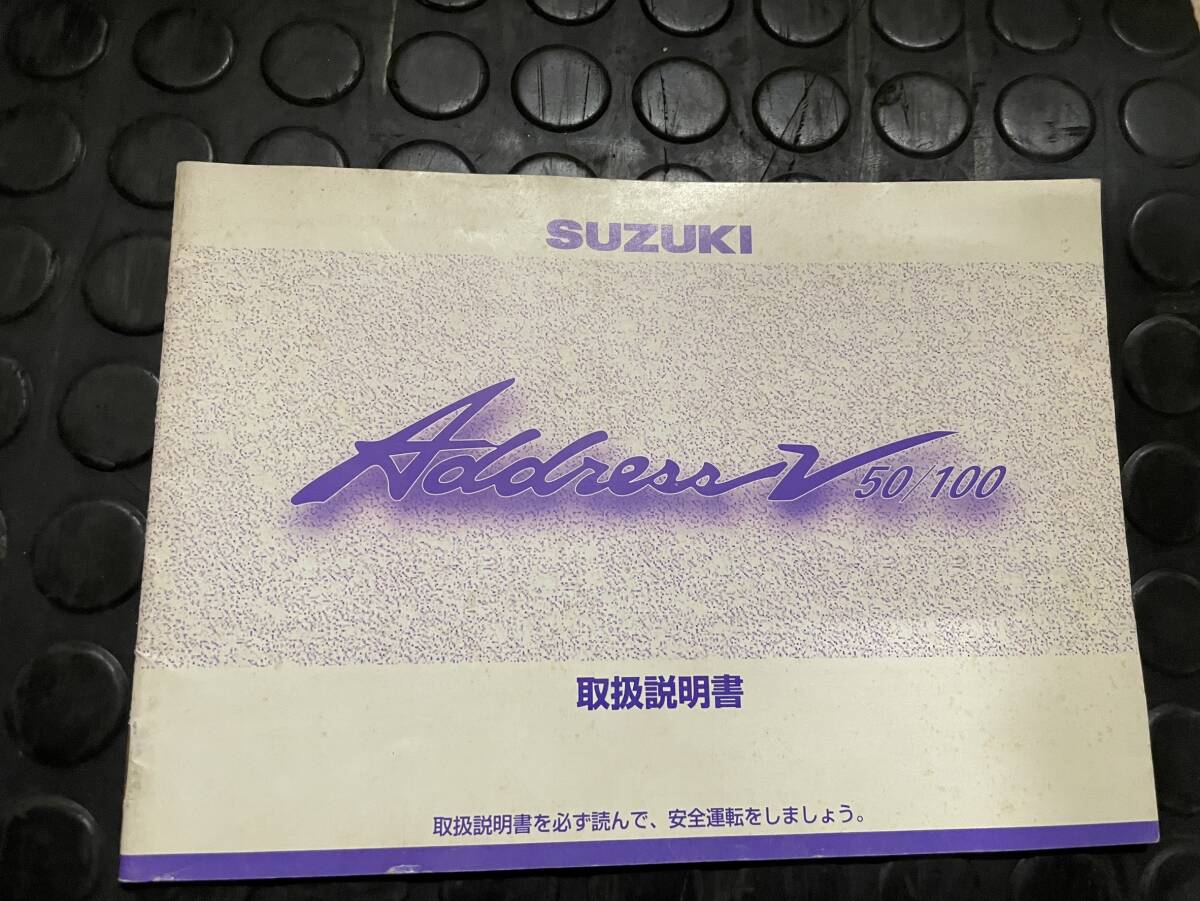 SUZUKI
Address V 50/100
取扱説明書
取扱説明書を必ず読んで、安全運転をしましょう。